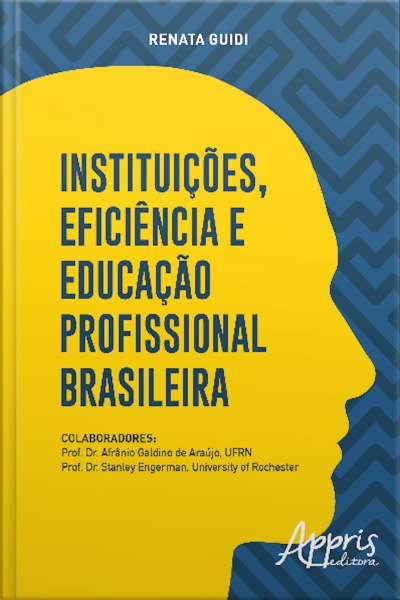 RENATA GUIDI
INSTITUIÇÕES,
EFICIÊNCIA E
EDUCAÇÃO
PROFISSIONAL
BRASILEIRA
COLABORADORES:
Prof. Dr. Afrânio Galdino de Araújo, UFRN
Prof. Dr. Stanley Engerman, University of Rochester
Appris
editora